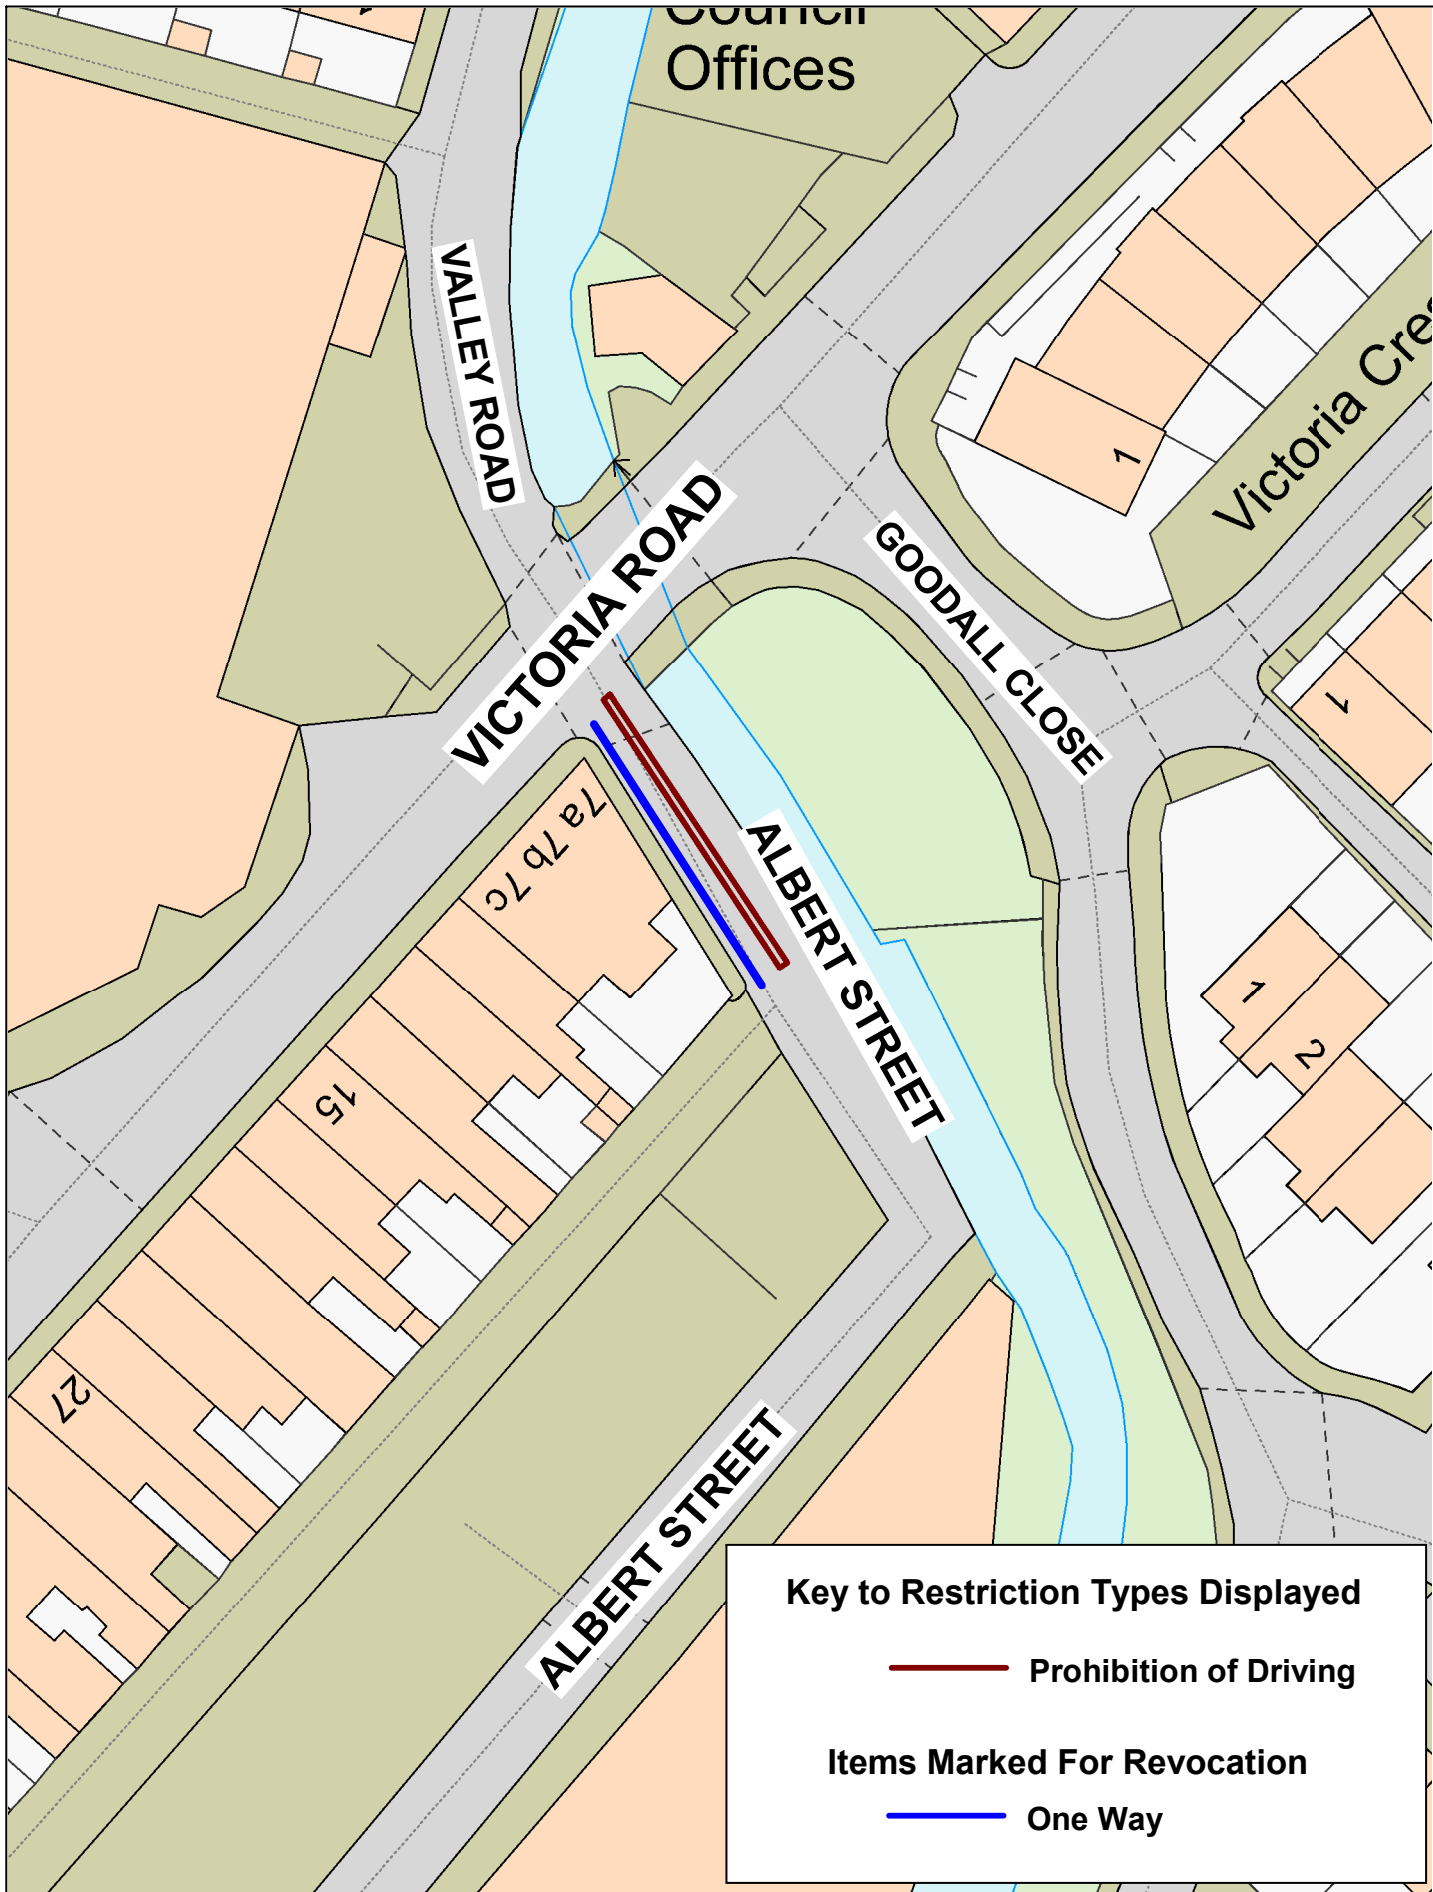 Council
Offices
VALLEY ROAD
VICTORIA ROAD
GOODALL CLOSE
Victoria Cres
1
1
7a 7b 7c
ALBERT STREET
1
2
15
27
ALBERT STREET
Key to Restriction Types Displayed
Prohibition of Driving
Items Marked For Revocation
One Way